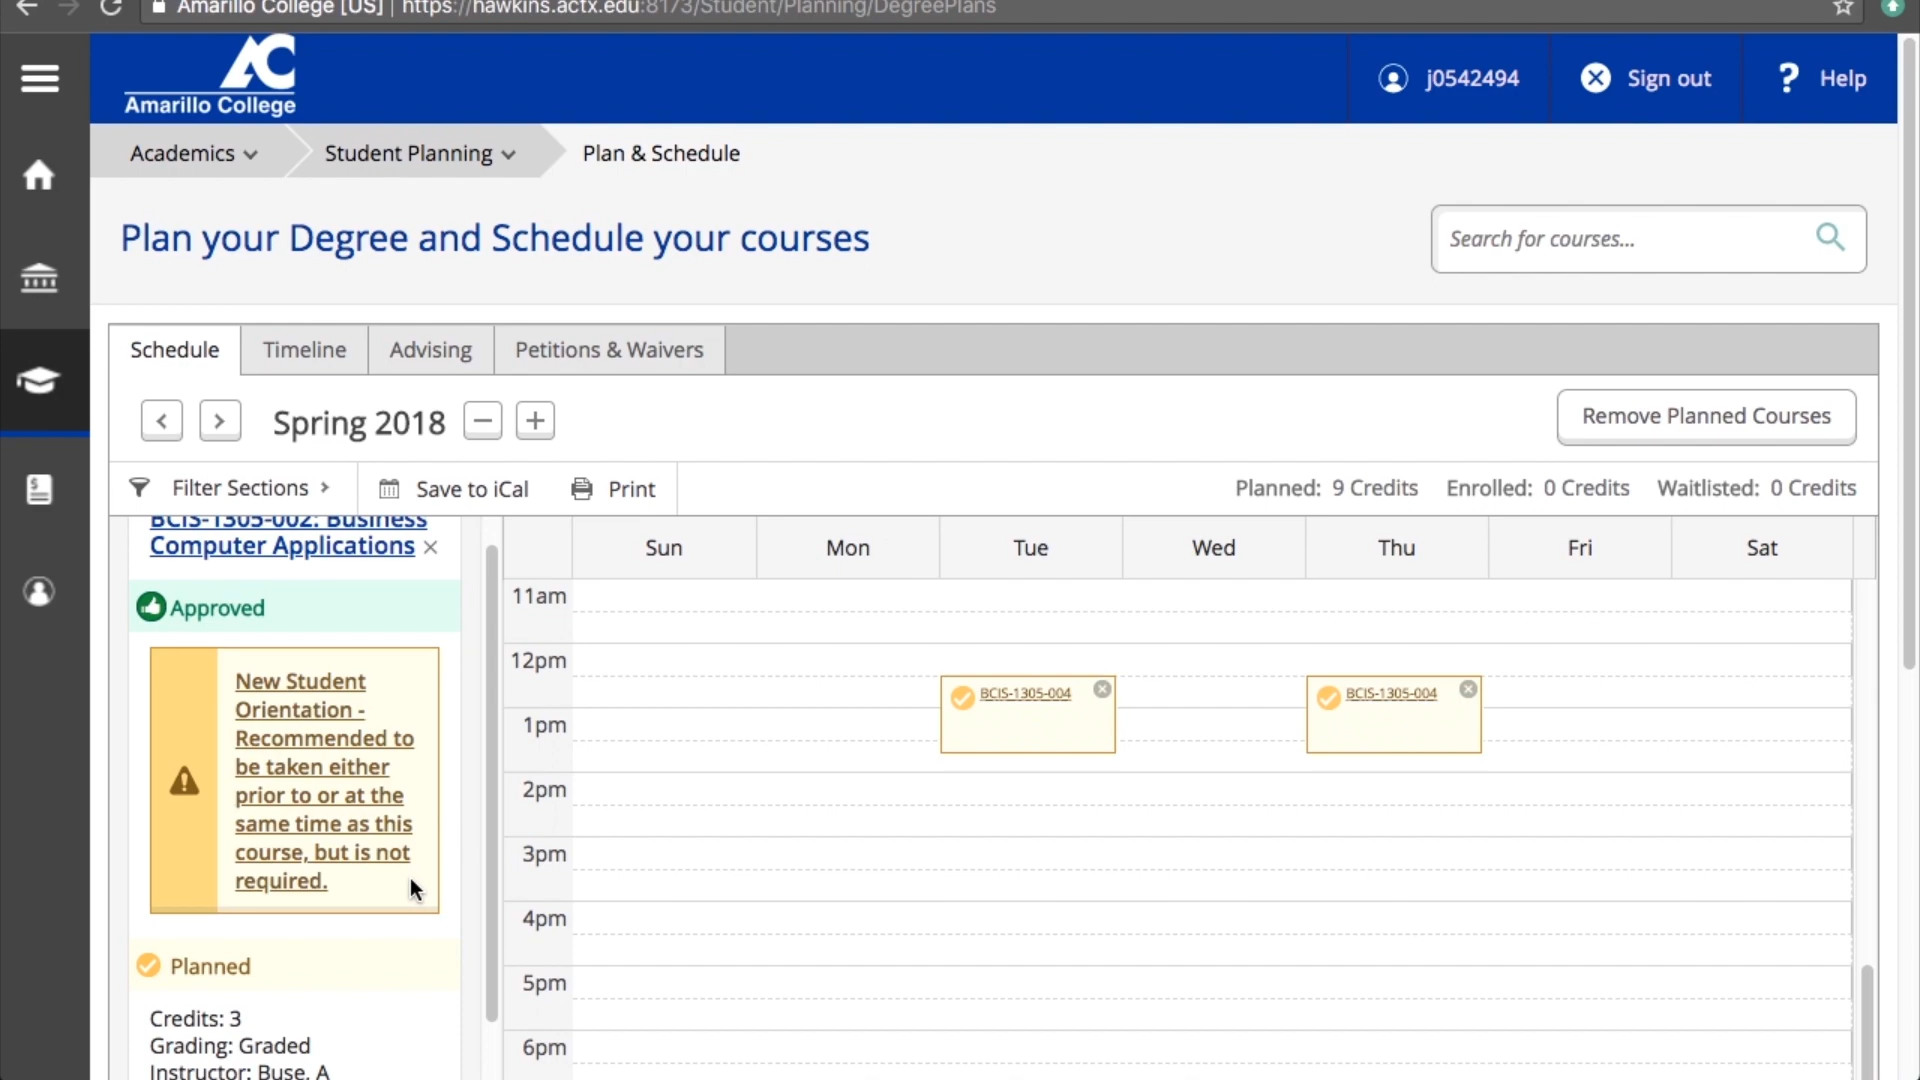 Amarillo College [US] | https://hawkins.actx.edu:8173/Student/Planning/DegreePlans
AC
Amarillo College
j0542494
Sign out
? Help
Academics
Student Planning
Plan & Schedule
Plan your Degree and Schedule your courses
Search for courses...
Schedule
Timeline
Advising
Petitions & Waivers
Spring 2018
Remove Planned Courses
Filter Sections
Save to iCal
Print
Planned: 9 Credits
Enrolled: 0 Credits
Waitlisted: 0 Credits
BCIS-1305-002: Business
Computer Applications
Approved
New Student
Orientation -
Recommended to
be taken either
prior to or at the
same time as this
course, but is not
required.
Planned
Credits: 3
Grading: Graded
Instructor: Buse, A
Sun
Mon
Tue
Wed
Thu
Fri
Sat
11am
12pm
BCIS-1305-004
BCIS-1305-004
1pm
2pm
3pm
4pm
5pm
6pm